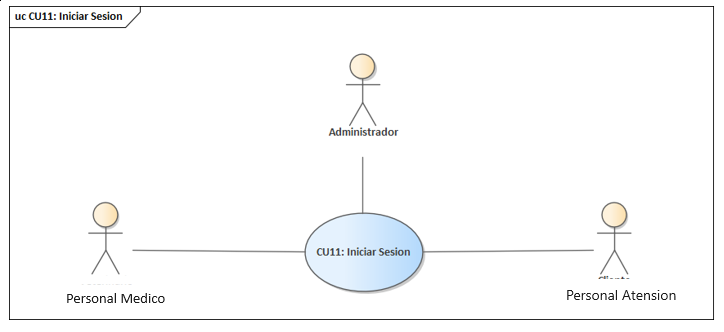 uc CU11: Iniciar Sesion
Administrador
CU11: Iniciar Sesion
Personal Medico
Personal Atension